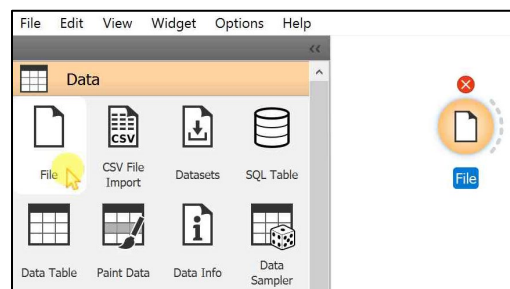 File Edit View Widget Options Help
Data
File
CSV
CSV File
Import
Datasets
SQL Table
Data Table
Paint Data
Data Info
Data
Sampler
File